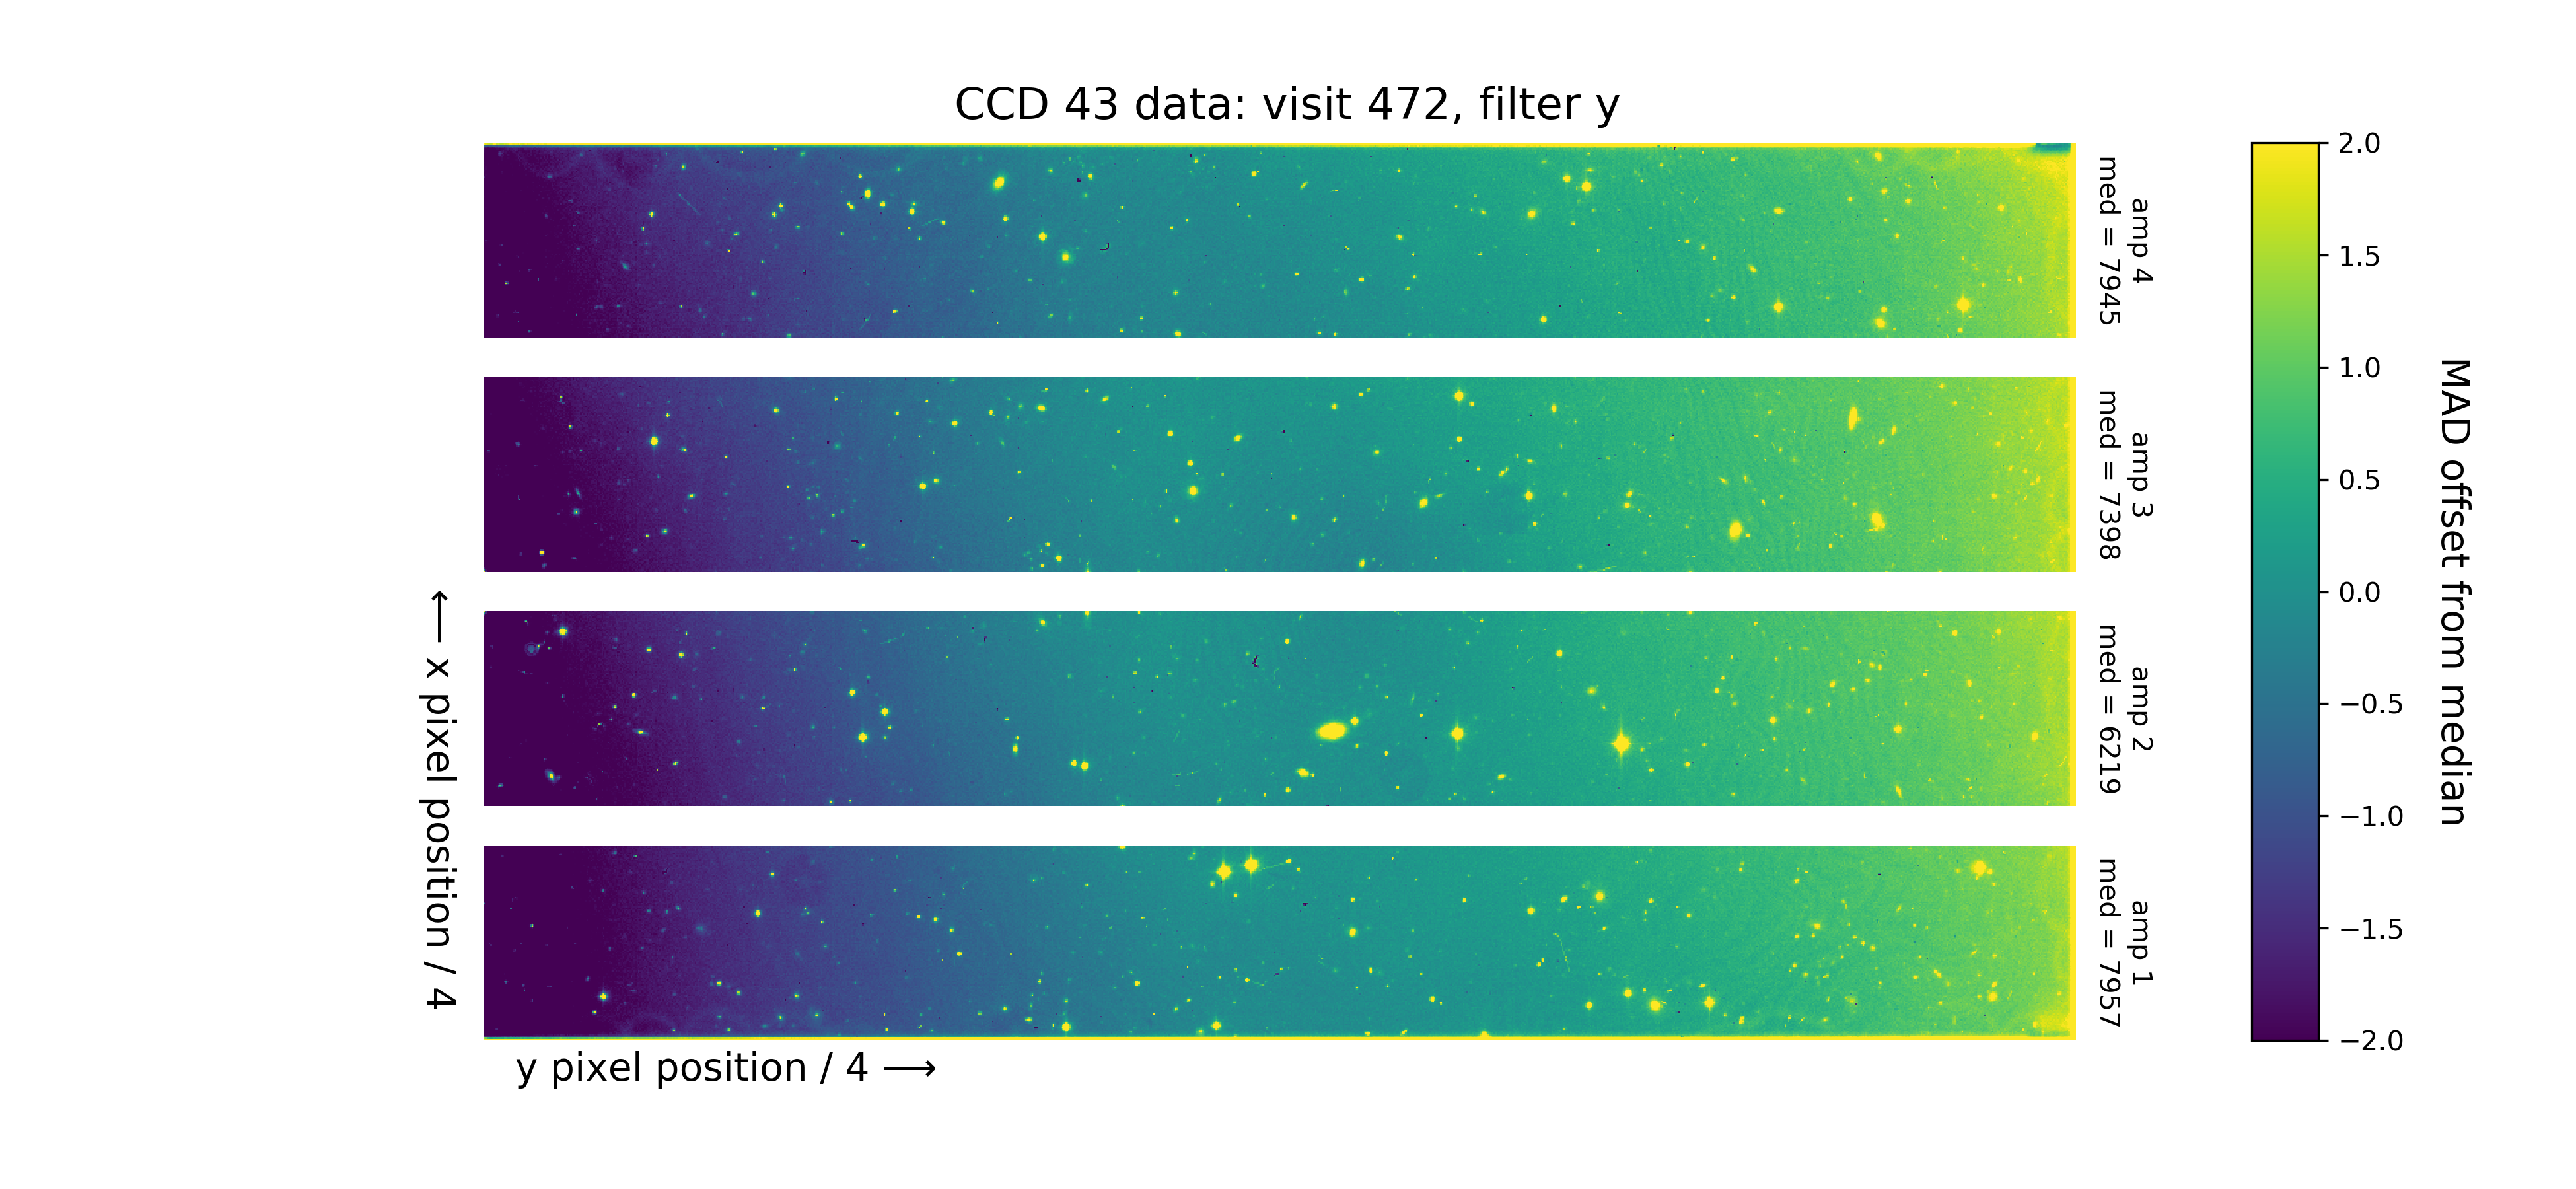 CCD 43 data: visit 472, filter y
amp 4
med = 7945
amp 3
med = 7398
amp 2
med = 6219
amp 1
med = 7957
x pixel position / 4 ⟶
y pixel position / 4 ⟶
2.0
1.5
1.0
0.5
0.0
−0.5
−1.0
−1.5
−2.0
MAD offset from median